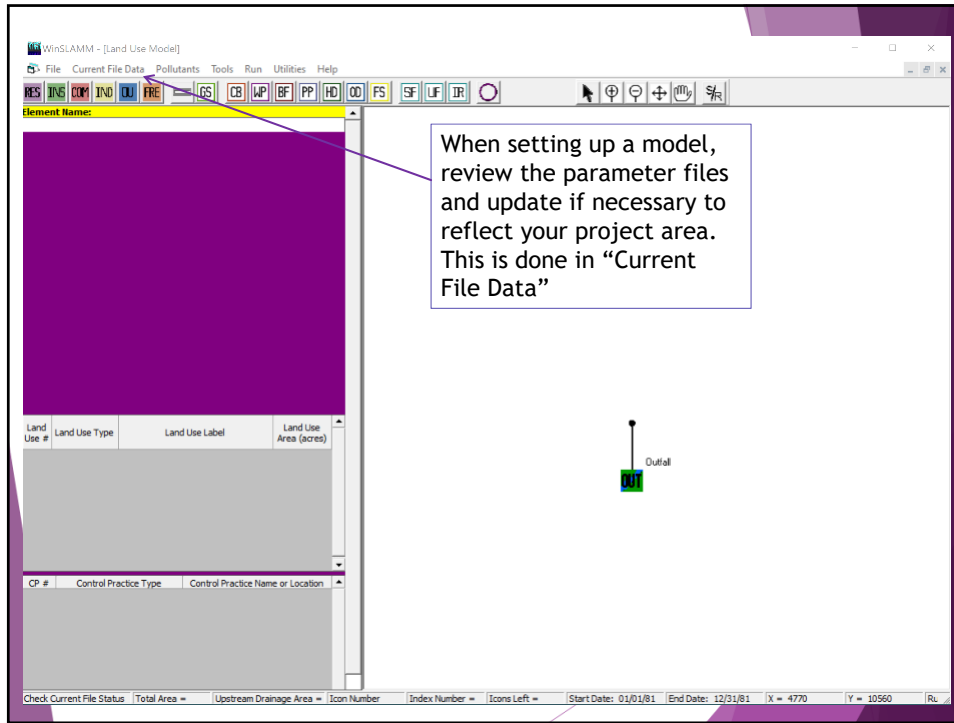 WinSLAMM - [Land Use Model]
File Current File Data Pollutants Tools Run Utilities Help
RES INS COM IND OU FRE GS CB WP BF PP HD OD FS SF UF IR S/R
Element Name:
When setting up a model,
review the parameter files
and update if necessary to
reflect your project area.
This is done in “Current
File Data”
Land Use # Land Use Type Land Use Label Land Use Area (acres)
Outfall
OUT
CP # Control Practice Type Control Practice Name or Location
Check Current File Status Total Area = Upstream Drainage Area = Icon Number Index Number = Icons Left = Start Date: 01/01/81 End Date: 12/31/81 X = 4770 Y = 10560 Ru